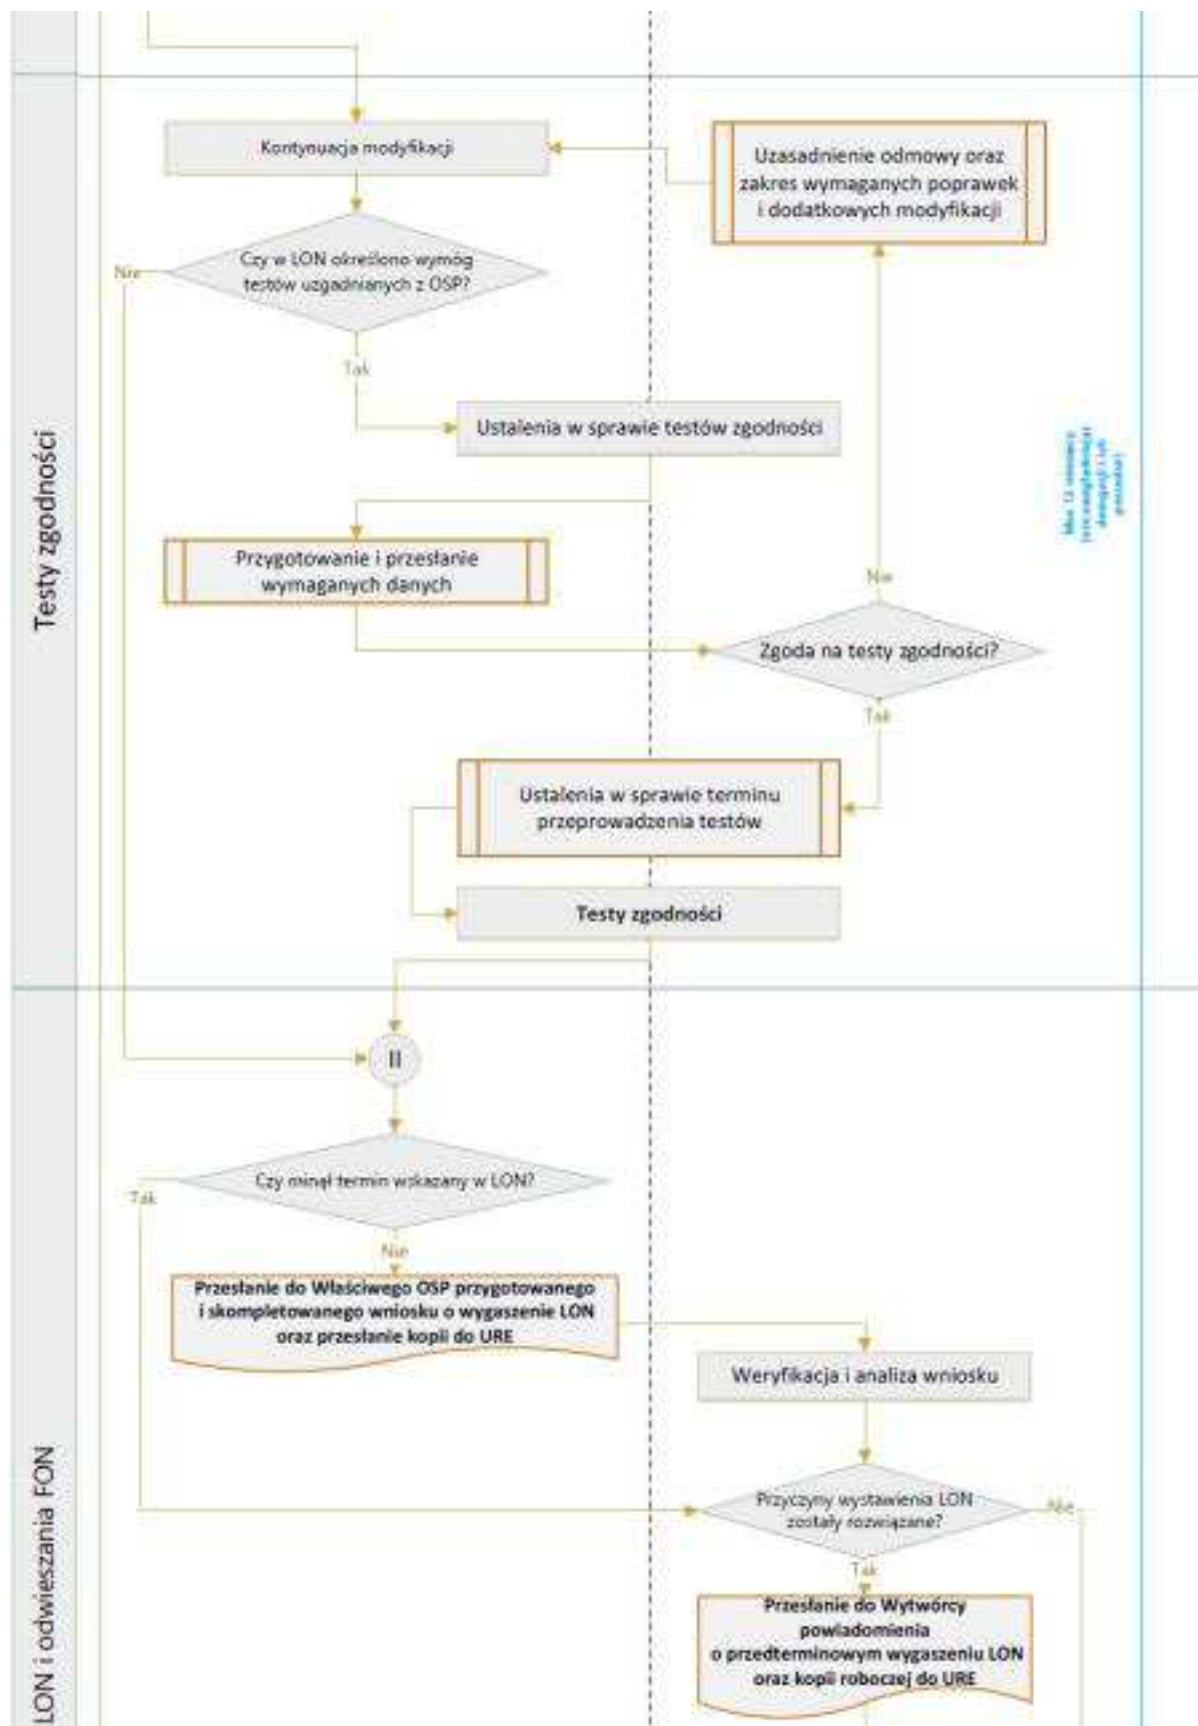 Testy zgodności
Kontynuacja modyfikacji
Uzasadnienie odmowy oraz
zakres wymaganych poprawek
i dodatkowych modyfikacji
Czy w LON określono wymóg
testów uzgadnianych z OSP?
Nie
Tak
Ustalenia w sprawie testów zgodności
Przygotowanie i przesłanie
wymaganych danych
Nie
Zgoda na testy zgodności?
Tak
Ustalenia w sprawie terminu
przeprowadzenia testów
Testy zgodności
LON i odwieszania FON
II
Czy minął termin wskazany w LON?
Tak
Nie
Przesłanie do Właściwego OSP przygotowanego
i skompletowanego wniosku o wygaszenie LON
oraz przesłanie kopii do URE
Weryfikacja i analiza wniosku
Przyczyny wystawienia LON
zostały rozwiązane?
Nie
Tak
Przesłanie do Wytwórcy
powiadomienia
o przedterminowym wygaszeniu LON
oraz kopii roboczej do URE